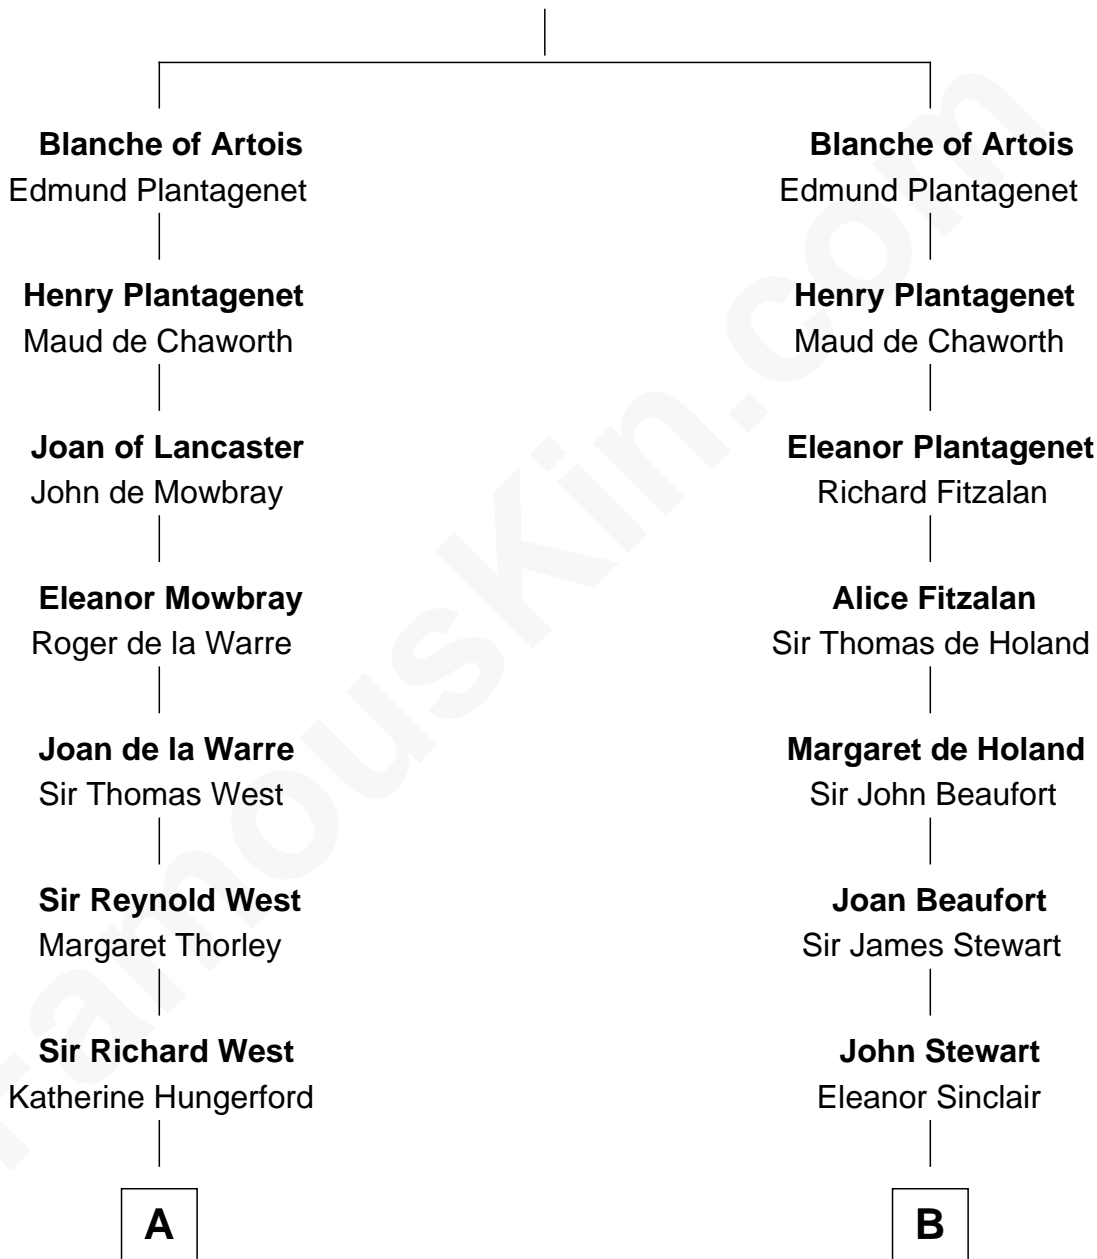 Blanche of Artois
Edmund Plantagenet
Henry Plantagenet
Maud de Chaworth
Joan of Lancaster
John de Mowbray
Eleanor Mowbray
Roger de la Warre
Joan de la Warre
Sir Thomas West
Sir Reynold West
Margaret Thorley
Sir Richard West
Katherine Hungerford
A
Blanche of Artois
Edmund Plantagenet
Henry Plantagenet
Maud de Chaworth
Eleanor Plantagenet
Richard Fitzalan
Alice Fitzalan
Sir Thomas de Holand
Margaret de Holand
Sir John Beaufort
Joan Beaufort
Sir James Stewart
John Stewart
Eleanor Sinclair
B
FamousKin.com